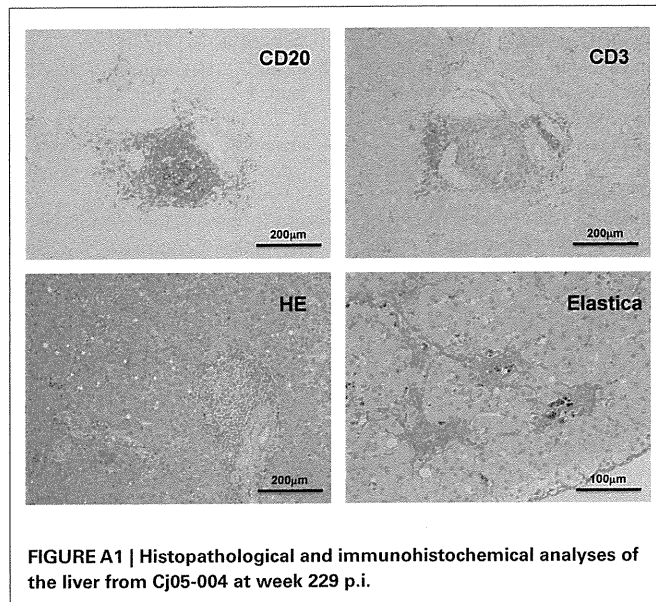 CD20
200μm
CD3
200μm
HE
200μm
Elastica
100μm
FIGURE A1 | Histopathological and immunohistochemical analyses of
the liver from Cj05-004 at week 229 p.i.